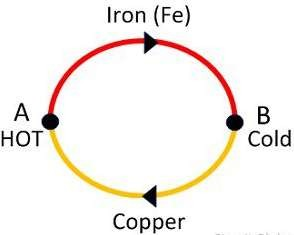 Iron (Fe)
A
B
HOT
Cold
Copper